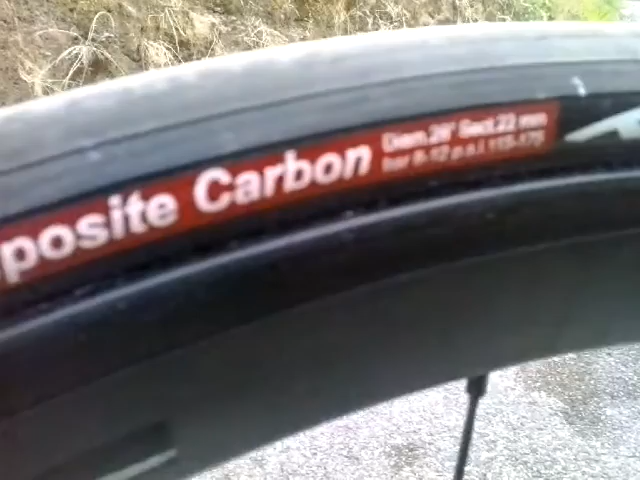 posite Carbon
Diam.28" Sect.22 mm
bar 8-12 p.s.i. 115-175